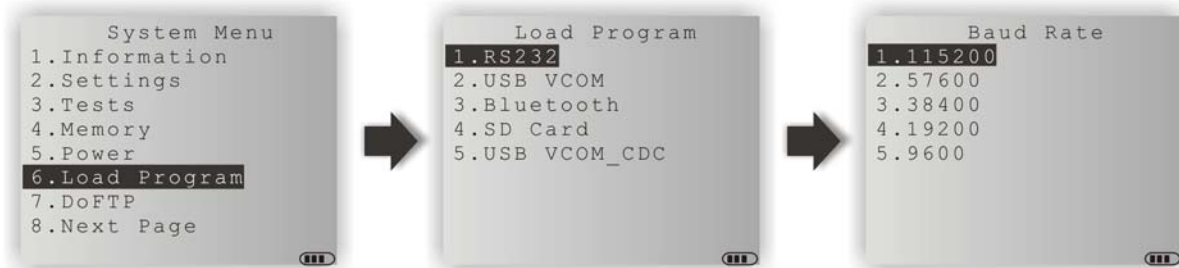 System Menu
1.Information
2.Settings
3.Tests
4.Memory
5.Power
6.Load Program
7.DoFTP
8.Next Page
Load Program
1.RS232
2.USB VCOM
3.Bluetooth
4.SD Card
5.USB VCOM_CDC
Baud Rate
1.115200
2.57600
3.38400
4.19200
5.9600